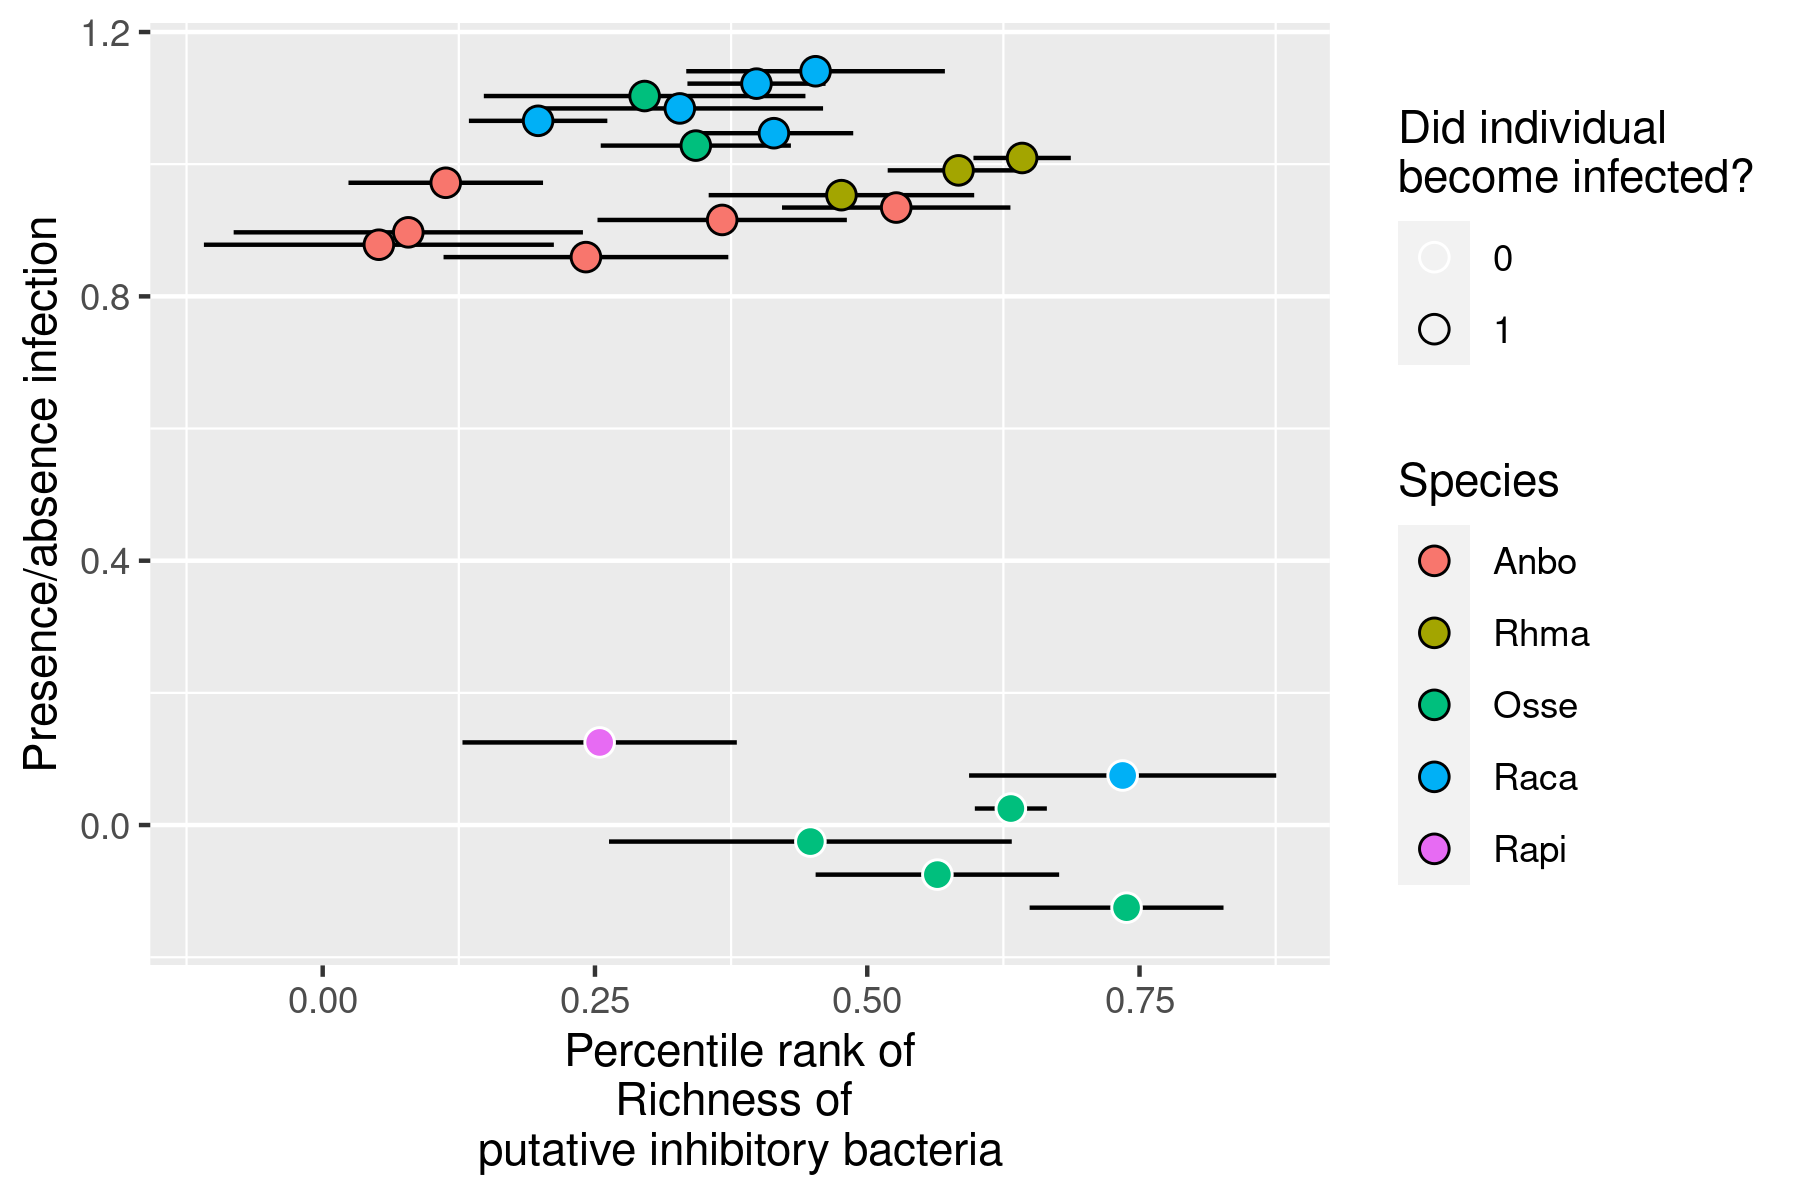 Presence/absence infection
1.2
0.8
0.4
0.0
0.00
0.25
0.50
0.75
Percentile rank of
Richness of
putative inhibitory bacteria
Did individual
become infected?
0
1
Species
Anbo
Rhma
Osse
Raca
Rapi